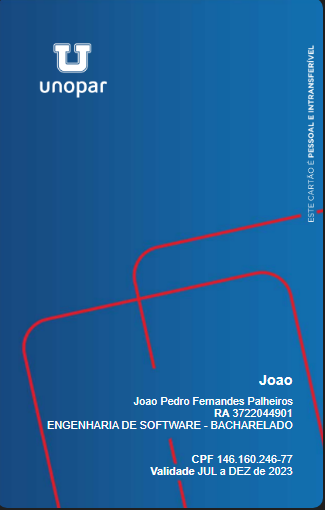 unopar
ESTE CARTÃO É PESSOAL E INTRANSFERÍVEL
Joao
Joao Pedro Fernandes Palheiros
RA 3722044901
ENGENHARIA DE SOFTWARE - BACHARELADO
CPF 146.160.246-77
Validade JUL a DEZ de 2023